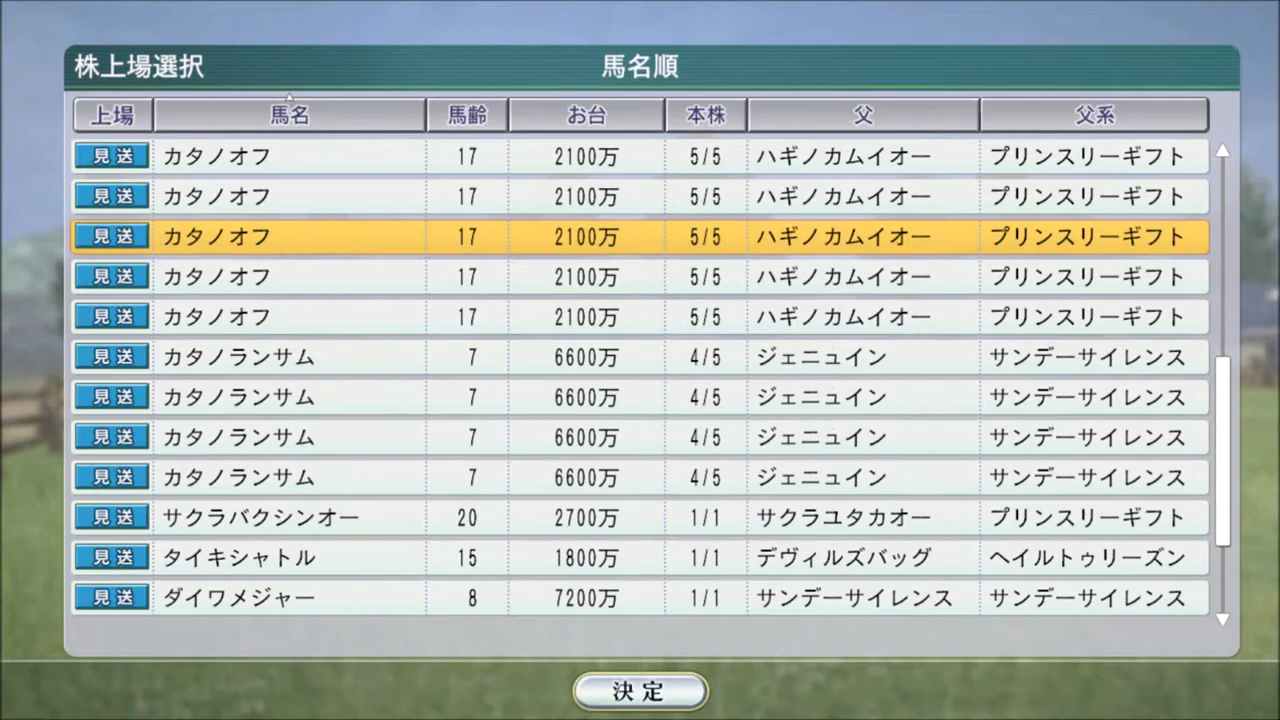 株上場選択 馬名順
上場 馬名 馬齢 お台 本株 父 父系
見送 カタノオフ 17 2100万 5/5 ハギノカムイオー プリンスリーギフト
見送 カタノオフ 17 2100万 5/5 ハギノカムイオー プリンスリーギフト
見送 カタノオフ 17 2100万 5/5 ハギノカムイオー プリンスリーギフト
見送 カタノオフ 17 2100万 5/5 ハギノカムイオー プリンスリーギフト
見送 カタノオフ 17 2100万 5/5 ハギノカムイオー プリンスリーギフト
見送 カタノランサム 7 6600万 4/5 ジェニュイン サンデーサイレンス
見送 カタノランサム 7 6600万 4/5 ジェニュイン サンデーサイレンス
見送 カタノランサム 7 6600万 4/5 ジェニュイン サンデーサイレンス
見送 カタノランサム 7 6600万 4/5 ジェニュイン サンデーサイレンス
見送 サクラバクシンオー 20 2700万 1/1 サクラユタカオー プリンスリーギフト
見送 タイキシャトル 15 1800万 1/1 デヴィルズバッグ ヘイルトゥリーズン
見送 ダイワメジャー 8 7200万 1/1 サンデーサイレンス サンデーサイレンス
決定